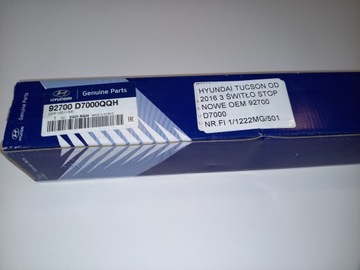 HYUNDAI
Genuine Parts
92700 D7000QQH
HYUNDAI TUCSON OD
2016 3 ŚWITŁO STOP
NOWE OEM 92700
D7000
NR.FI 1/1222MG/501